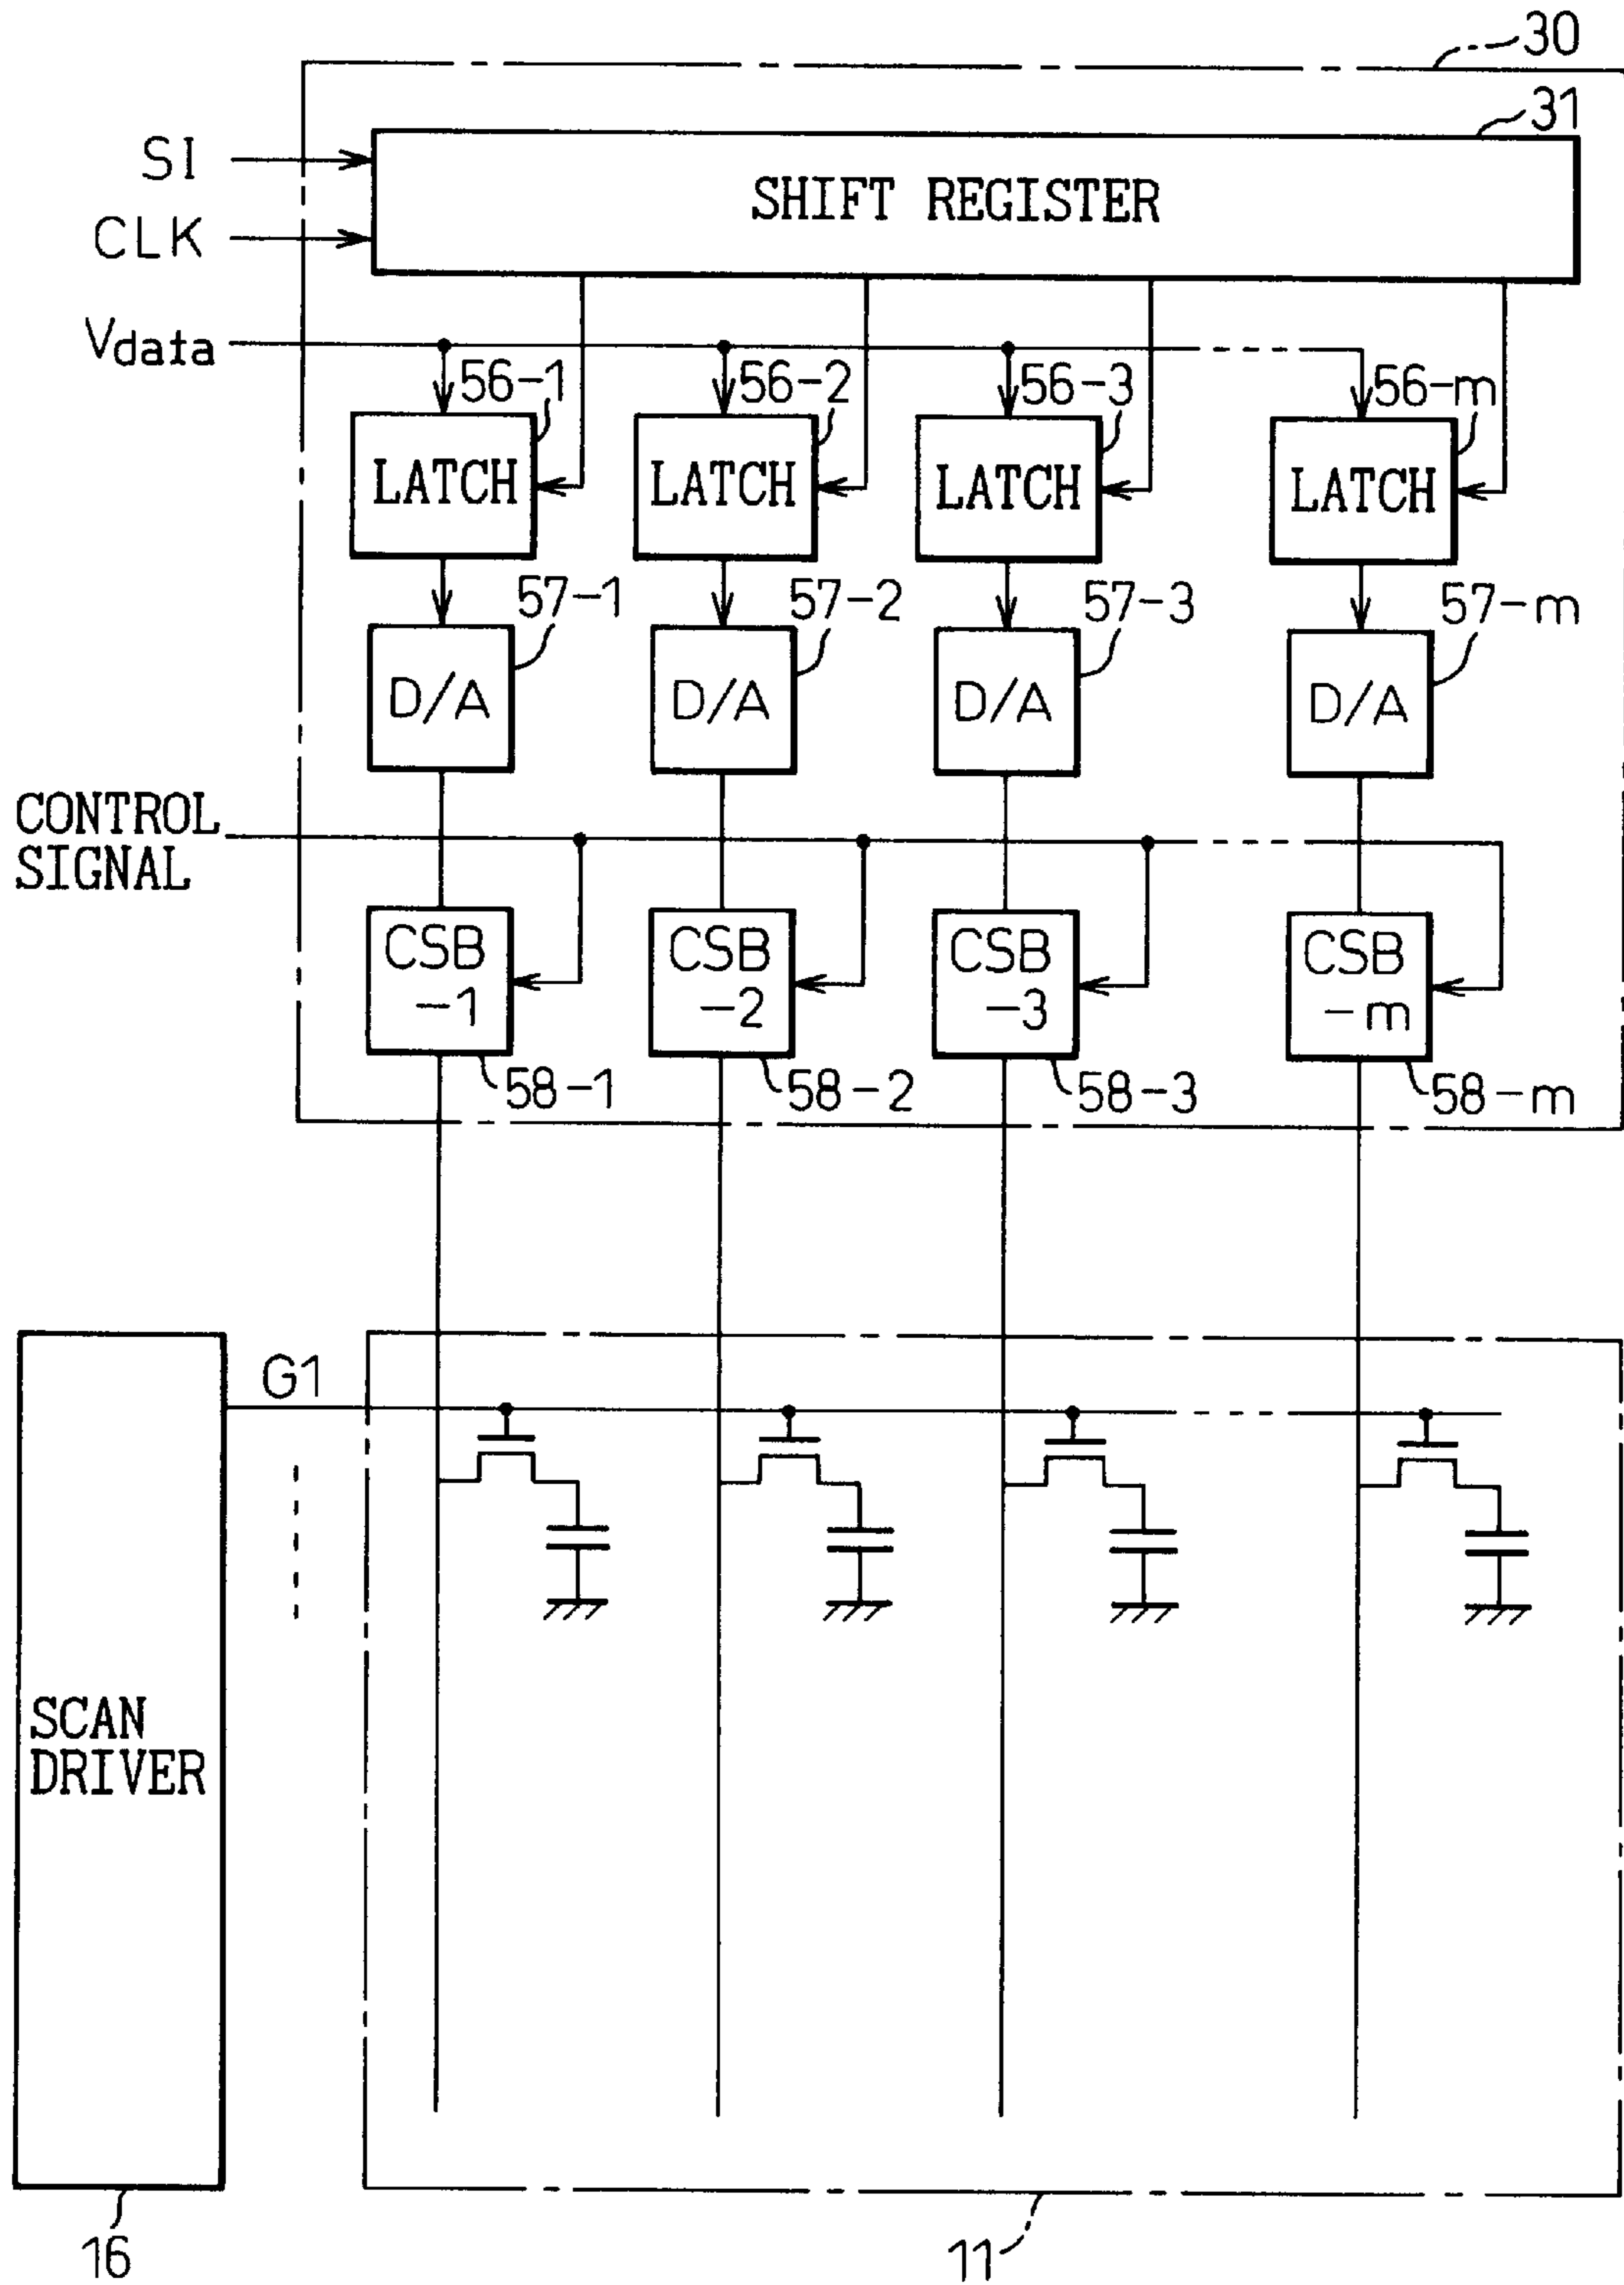 30
31
SI
SHIFT REGISTER
CLK
Vdata
56-1 56-2 56-3 56-m
LATCH LATCH LATCH LATCH
57-1 57-2 57-3 57-m
D/A D/A D/A D/A
CONTROL
SIGNAL
CSB CSB CSB CSB
-1 -2 -3 -m
58-1 58-2 58-3 58-m
G1
SCAN
DRIVER
16 11